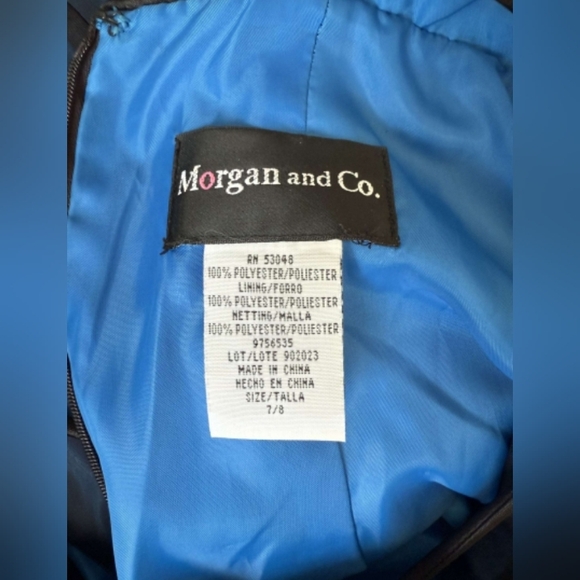 Morgan and Co.
RN 53048
100% POLYESTER/POLIESTER
LINING/FORRO
100% POLYESTER/POLIESTER
NETTING/MALLA
100% POLYESTER/POLIESTER
9756535
LOT/LOTE 902023
MADE IN CHINA
HECHO EN CHINA
SIZE/TALLA
7/8